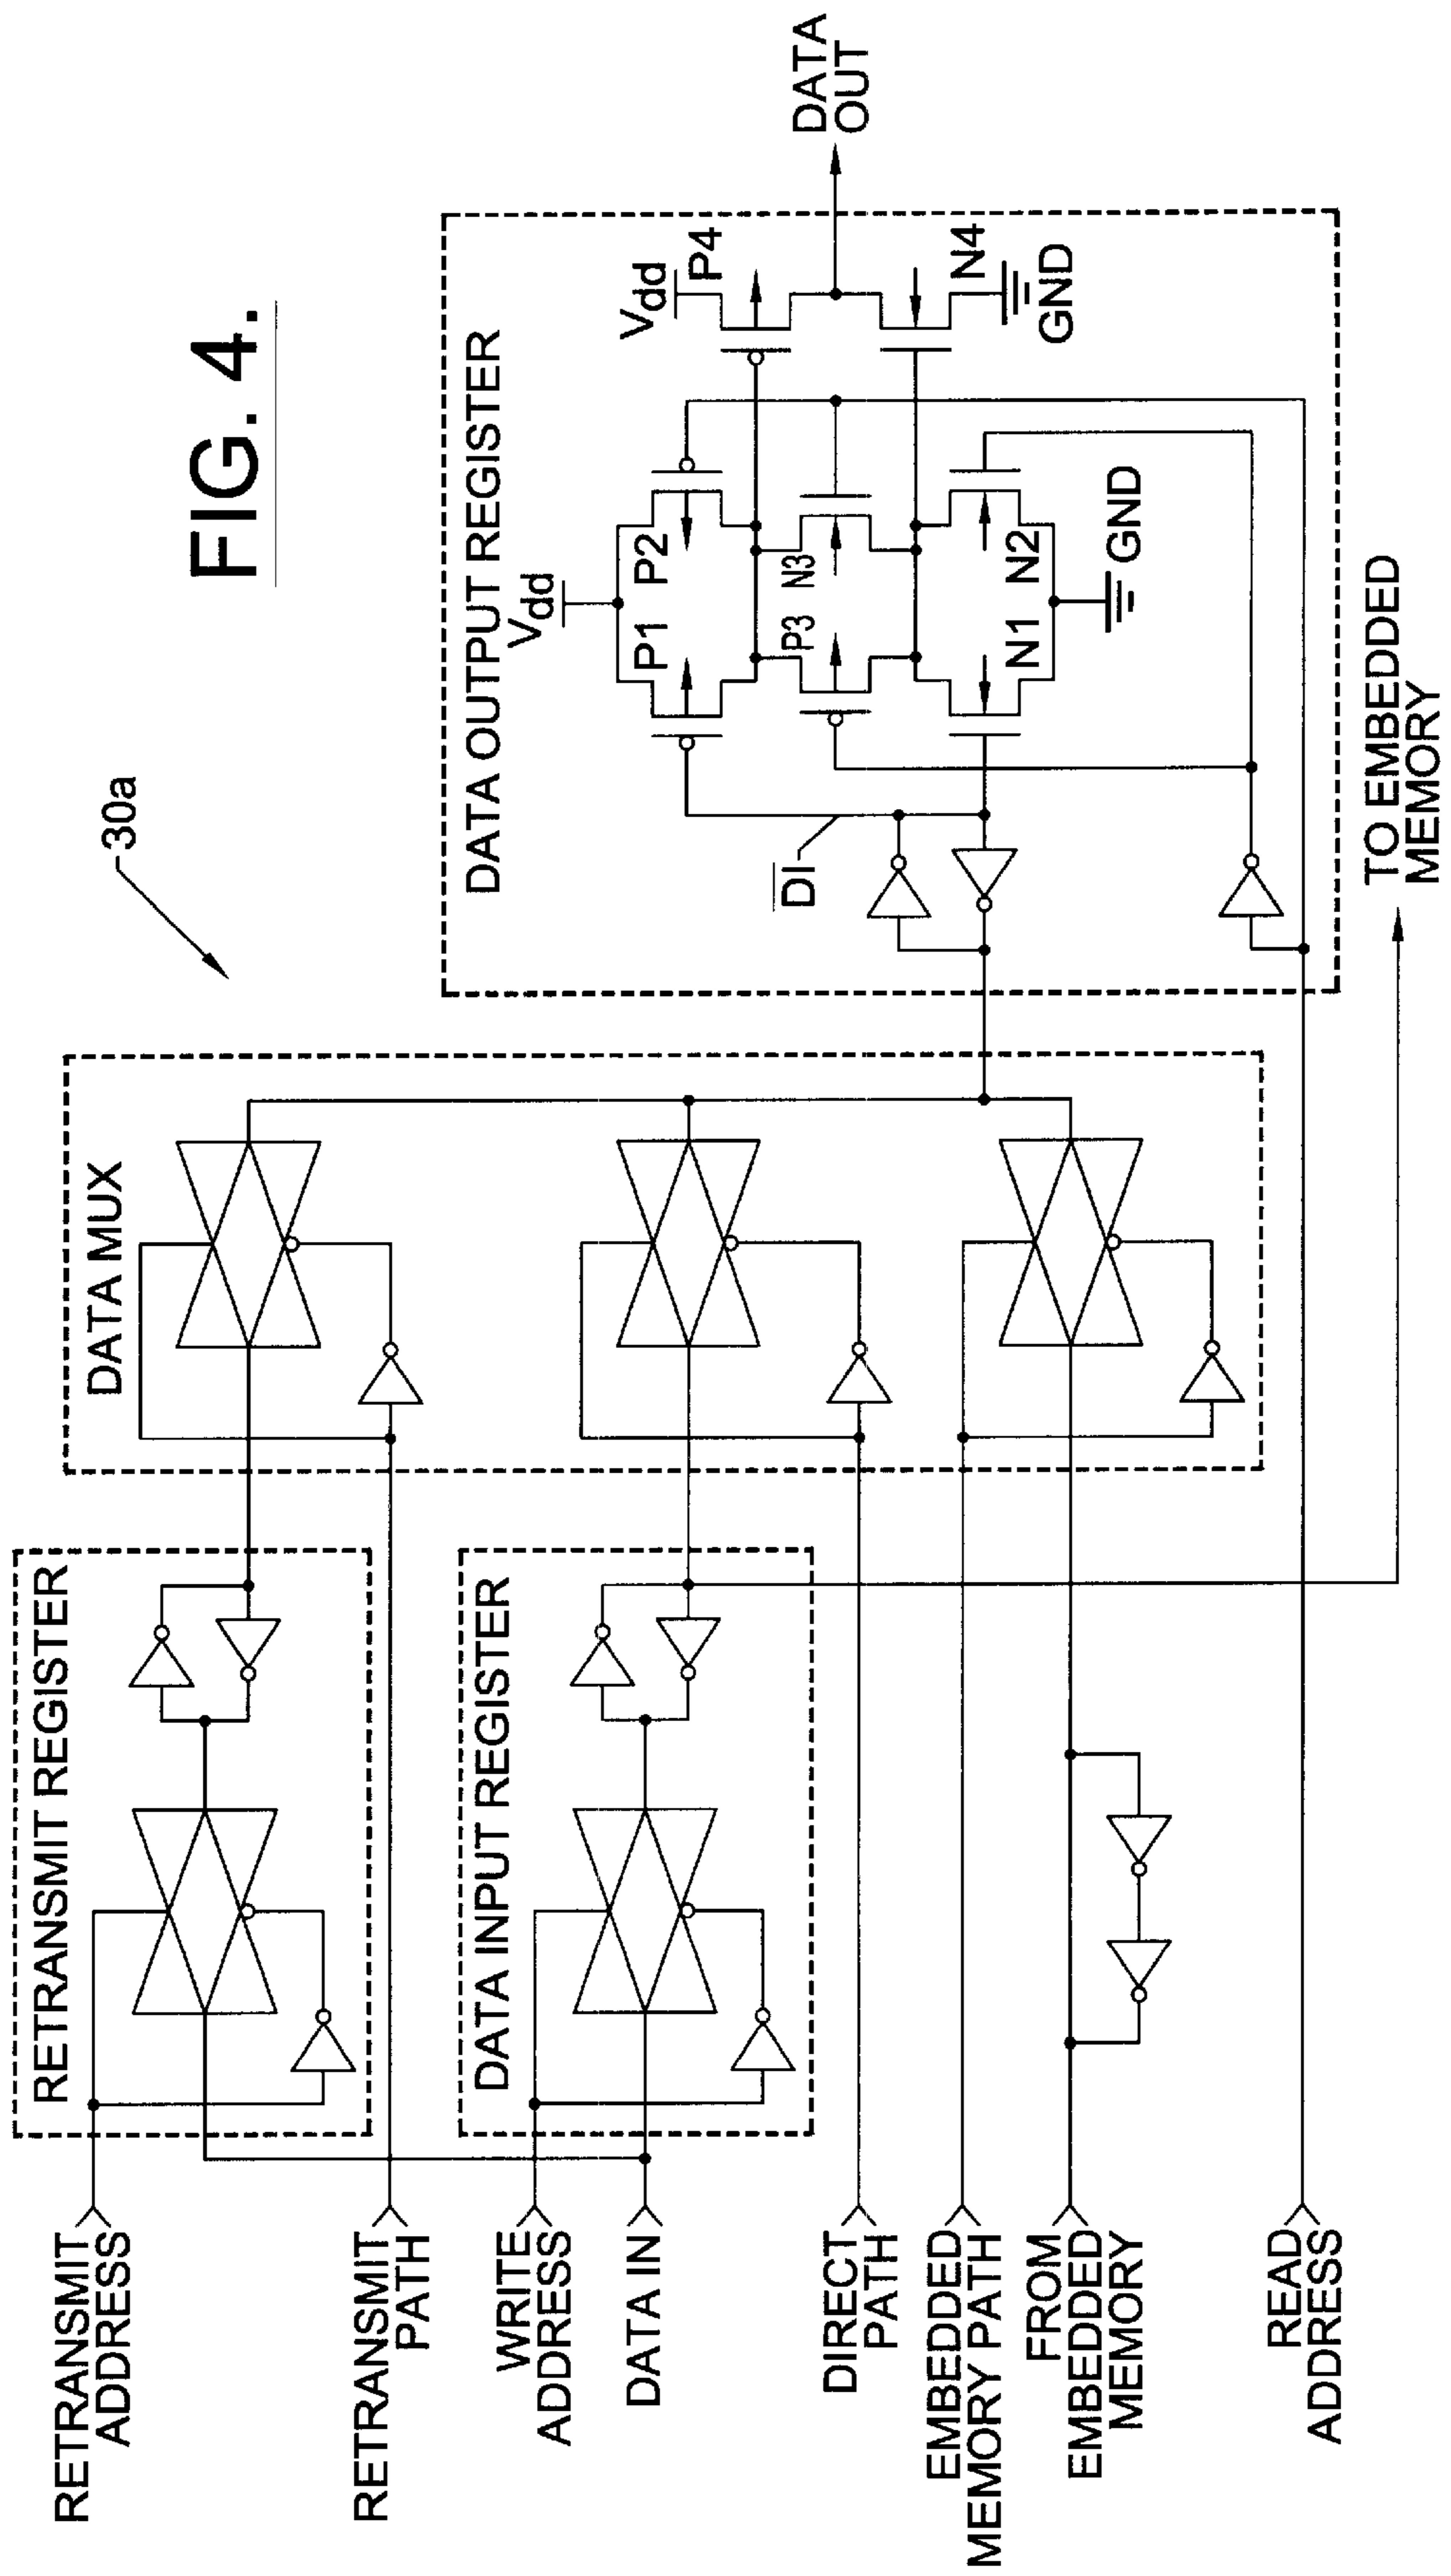 FIG. 4.
30a
RETRANSMIT REGISTER
DATA MUX
DATA OUTPUT REGISTER
RETRANSMIT
ADDRESS
RETRANSMIT
PATH
DATA INPUT REGISTER
WRITE
ADDRESS
DATA IN
DIRECT
PATH
EMBEDDED
MEMORY PATH
FROM
EMBEDDED
MEMORY
READ
ADDRESS
DI
Vdd
P1
P2
P3
N3
N1
N2
GND
Vdd
P4
N4
GND
DATA
OUT
TO EMBEDDED
MEMORY